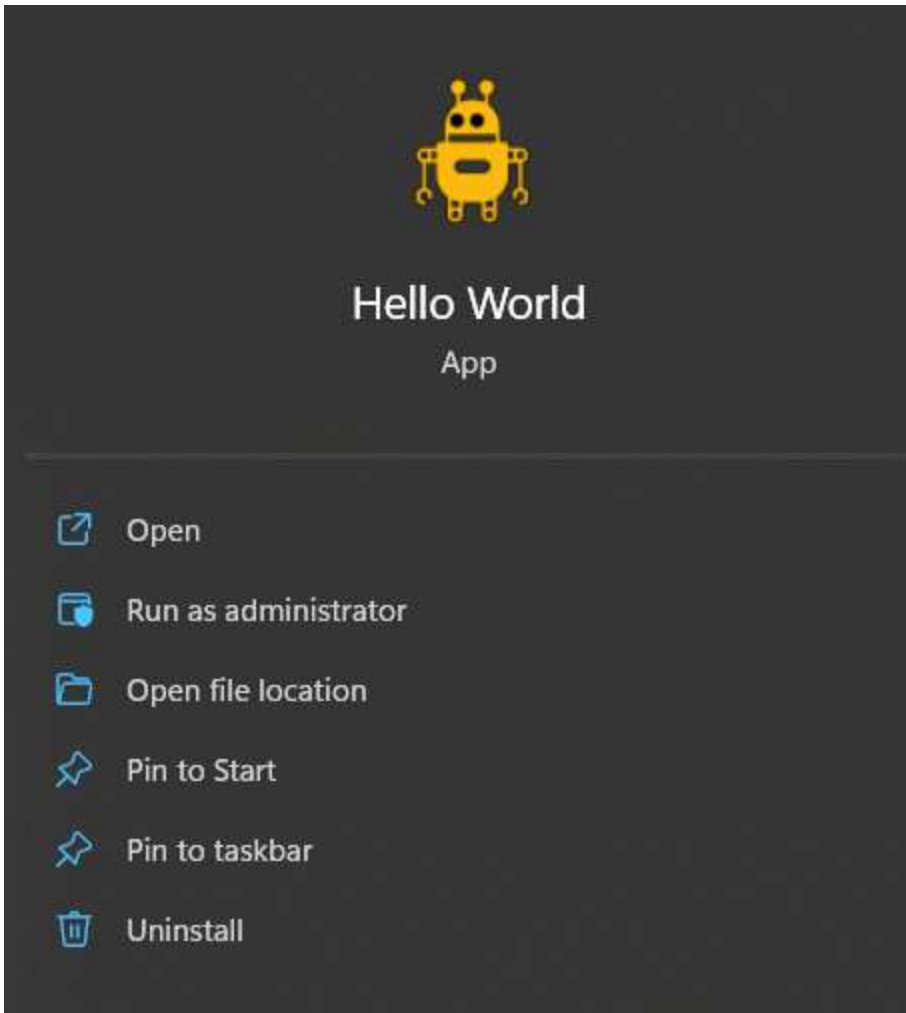 Hello World
App
Open
Run as administrator
Open file location
Pin to Start
Pin to taskbar
Uninstall